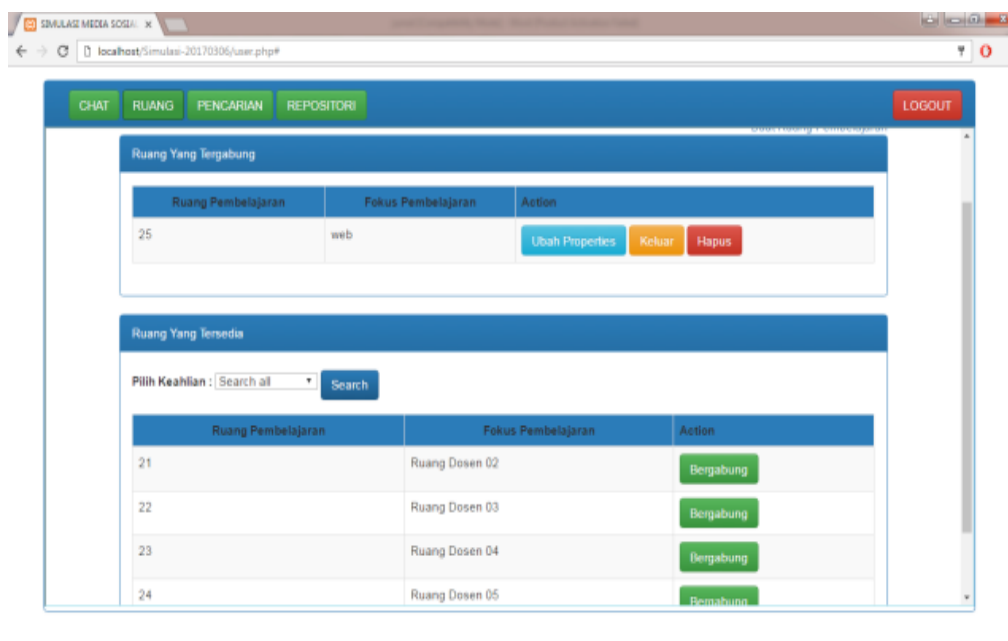 SIMULASI MEDIA SOSIA
localhost/Simulasi-20170306/user.php#
CHAT RUANG PENCARIAN REPOSITORI LOGOUT
Ruang Pembelajaran
Ruang Yang Tergabung
Ruang Pembelajaran Fokus Pembelajaran Action
25 web Ubah Properties Keluar Hapus
Ruang Yang Tersedia
Pilih Keahlian : Search all Search
Ruang Pembelajaran Fokus Pembelajaran Action
21 Ruang Dosen 02 Bergabung
22 Ruang Dosen 03 Bergabung
23 Ruang Dosen 04 Bergabung
24 Ruang Dosen 05 Bergabung